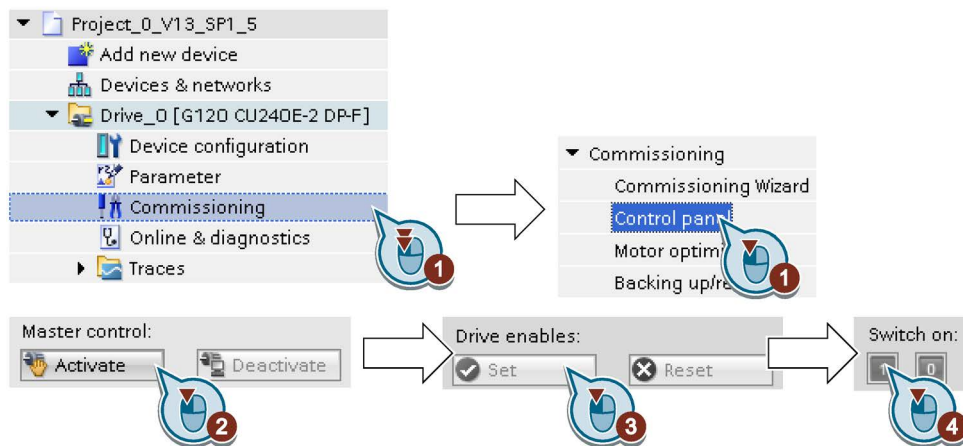 Project_0_V13_SP1_5
Add new device
Devices & networks
Drive_0 [G120 CU240E-2 DP-F]
Device configuration
Parameter
Commissioning
Online & diagnostics
Traces
1
Commissioning
Commissioning Wizard
Control pan
Motor optim
Backing up/re
1
Master control:
Activate
Deactivate
2
Drive enables:
Set
Reset
3
Switch on:
1
0
4